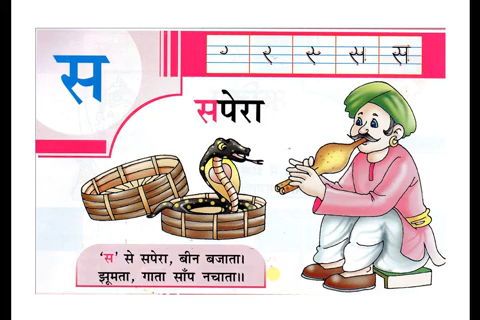 स
सपेरा
‘स’ से सपेरा, बीन बजाता।
झूमता, गाता साँप नचाता॥